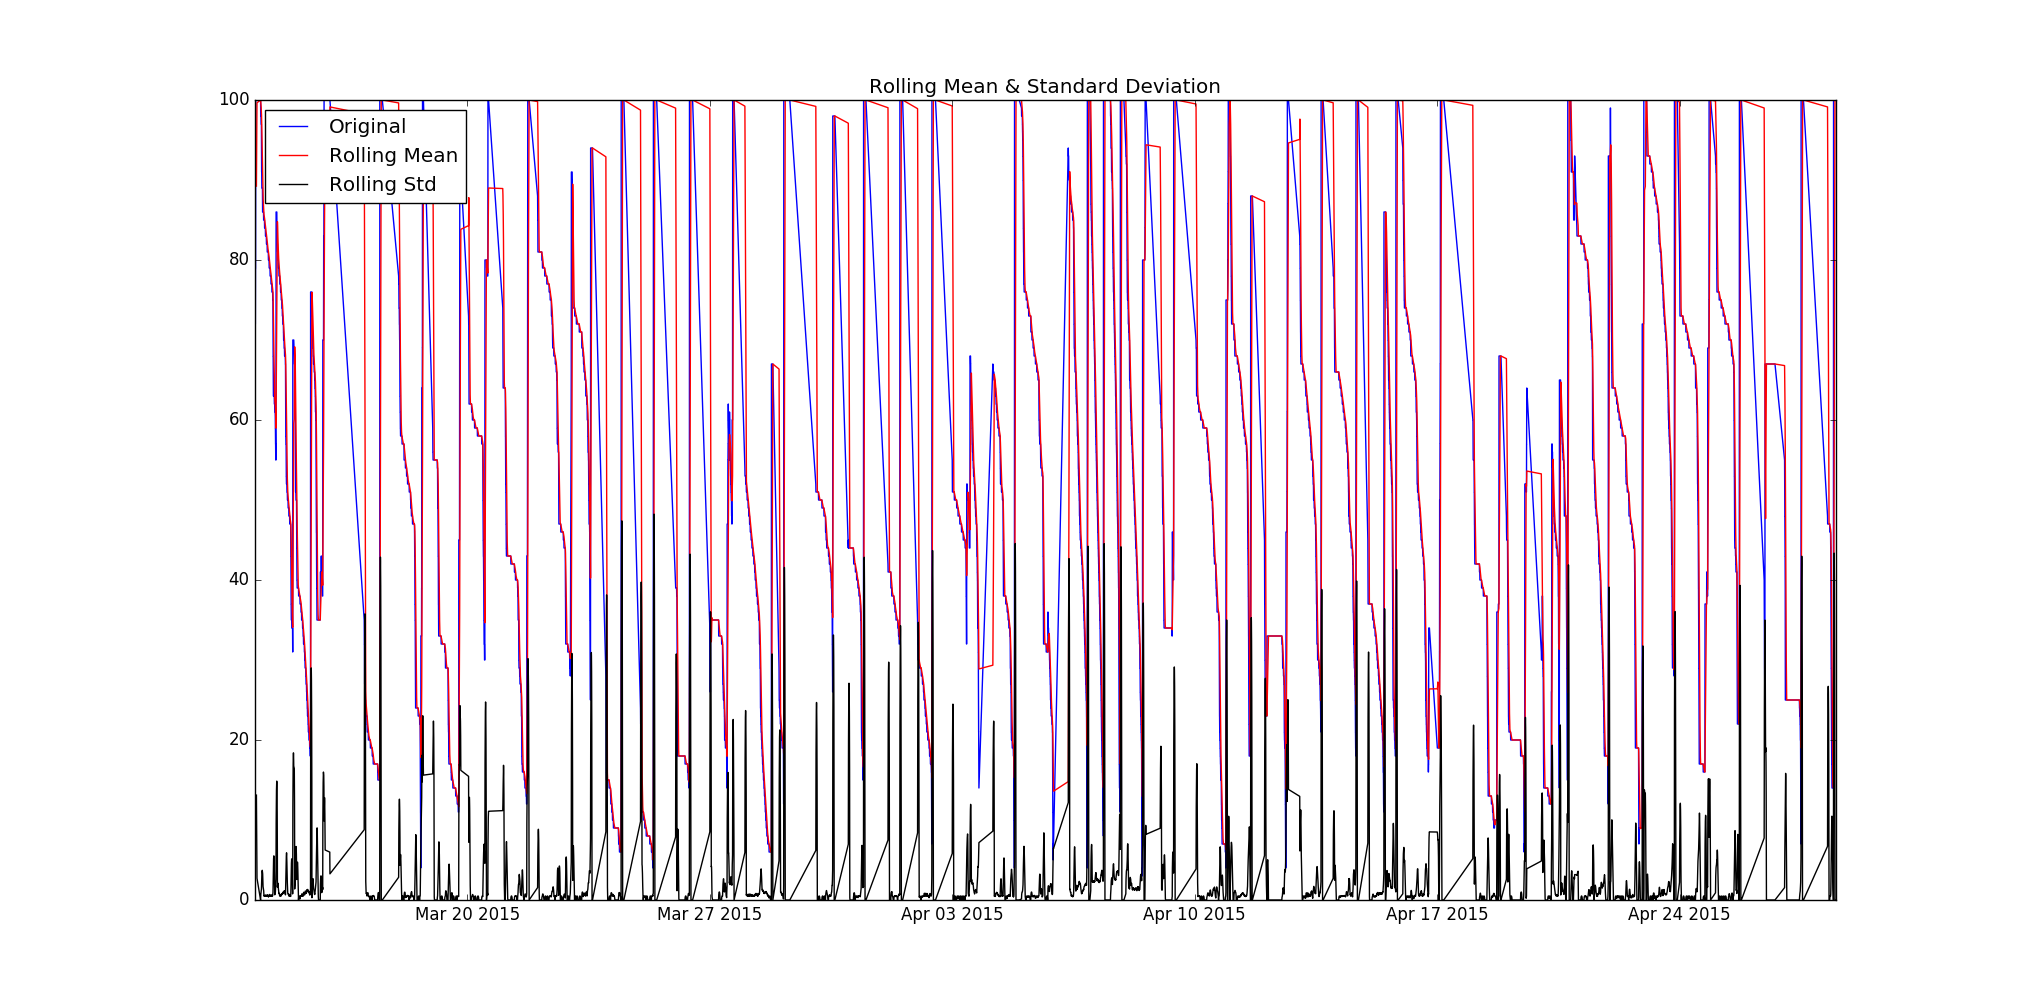 Rolling Mean & Standard Deviation
100
80
60
40
20
0
Original
Rolling Mean
Rolling Std
Mar 20 2015
Mar 27 2015
Apr 03 2015
Apr 10 2015
Apr 17 2015
Apr 24 2015